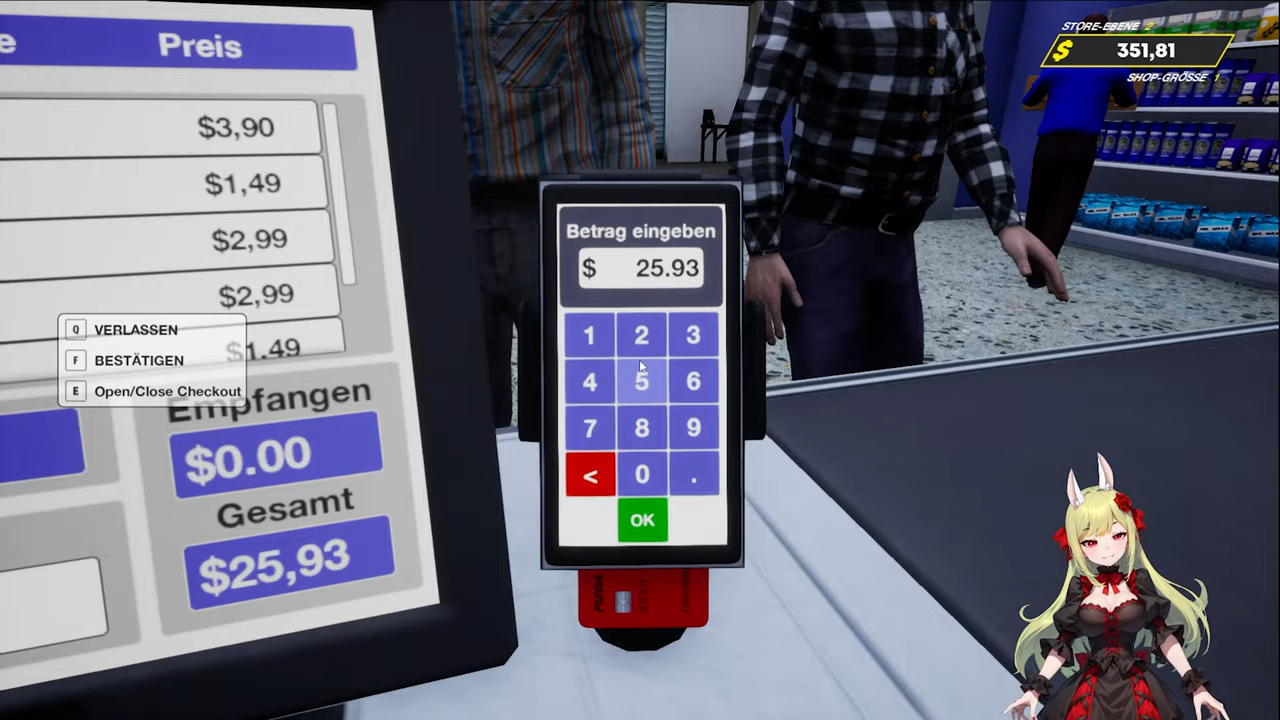 e Preis
$3,90
$1,49
$2,99
$2,99
$1.49
Q VERLASSEN
F BESTÄTIGEN
E Open/Close Checkout
Empfangen
$0.00
Gesamt
$25,93
Betrag eingeben
$ 25.93
1 2 3
4 5 6
7 8 9
< 0 .
OK
STORE-EBENE 2
$ 351,81
SHOP-GRÖSSE 1